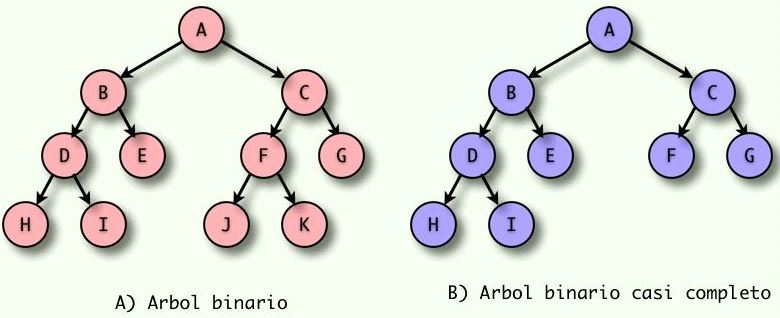 A
B
C
D
E
F
G
H
I
J
K
A) Arbol binario
A
B
C
D
E
F
G
H
I
B) Arbol binario casi completo